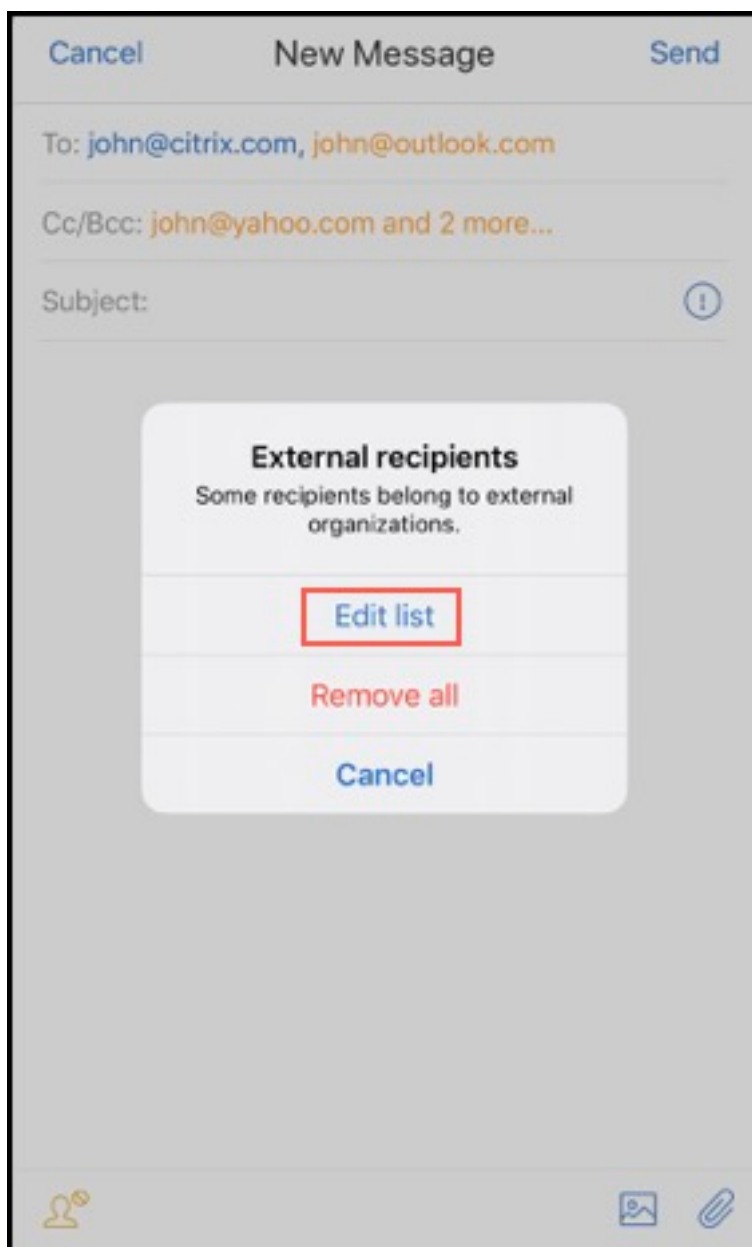 Cancel New Message Send
To: john@citrix.com, john@outlook.com
Cc/Bcc: john@yahoo.com and 2 more...
Subject:
External recipients
Some recipients belong to external
organizations.
Edit list
Remove all
Cancel